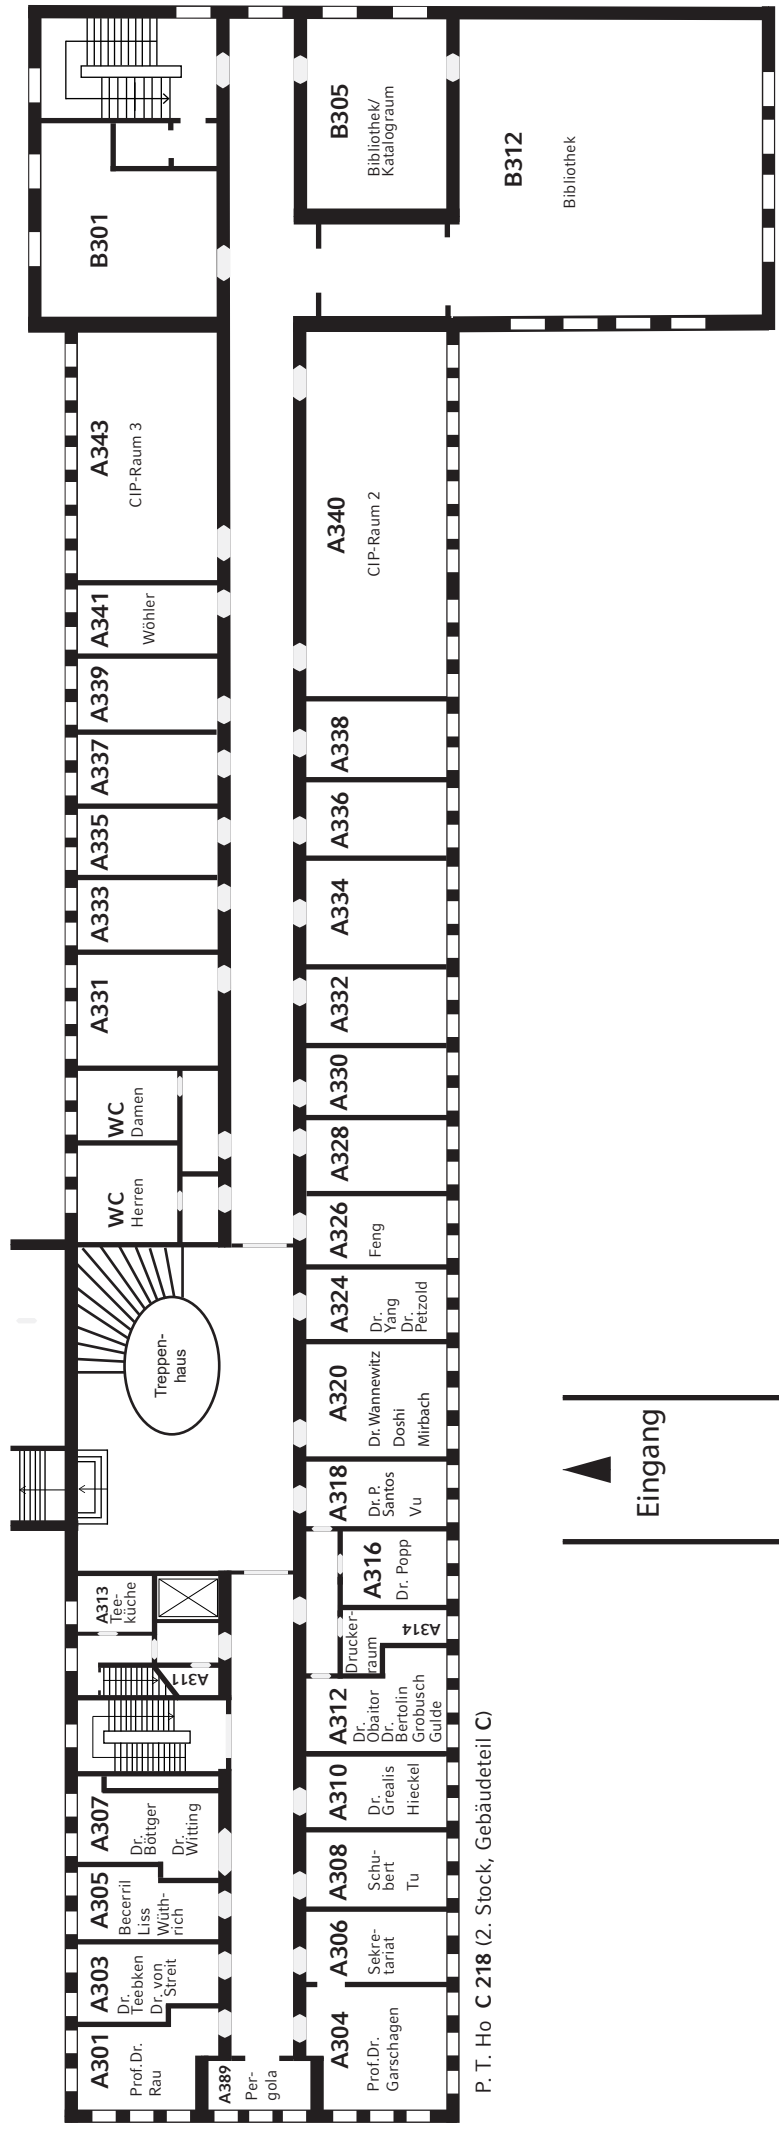 B301
B305
Bibliothek/
Katalograum
B312
Bibliothek
A343
CIP-Raum 3
A341
Wöhler
A339
A337
A335
A333
A331
WC
Damen
WC
Herren
Treppen-
haus
A313
Tee-
küche
A311
A307
Dr.
Böttger
Dr.
Witting
A305
Becerril
Liss
Wüth-
rich
A303
Dr.
Teebken
Dr. von
Streit
A301
Prof.Dr.
Rau
A389
Per-
gola
A340
CIP-Raum 2
A338
A336
A334
A332
A330
A328
A326
Feng
A324
Dr.
Yang
Dr.
Petzold
A320
Dr. Wannewitz
Doshi
Mirbach
A318
Dr. P.
Santos
Vu
A316
Dr. Popp
A314
Drucker-
raum
A312
Dr.
Obaitor
Dr.
Bertolin
Grobusch
Gulde
A310
Dr.
Grealis
Hieckel
A308
Schu-
bert
Tu
A306
Sekre-
tariat
A304
Prof.Dr.
Garschagen
Eingang
P. T. Ho C 218 (2. Stock, Gebäudeteil C)